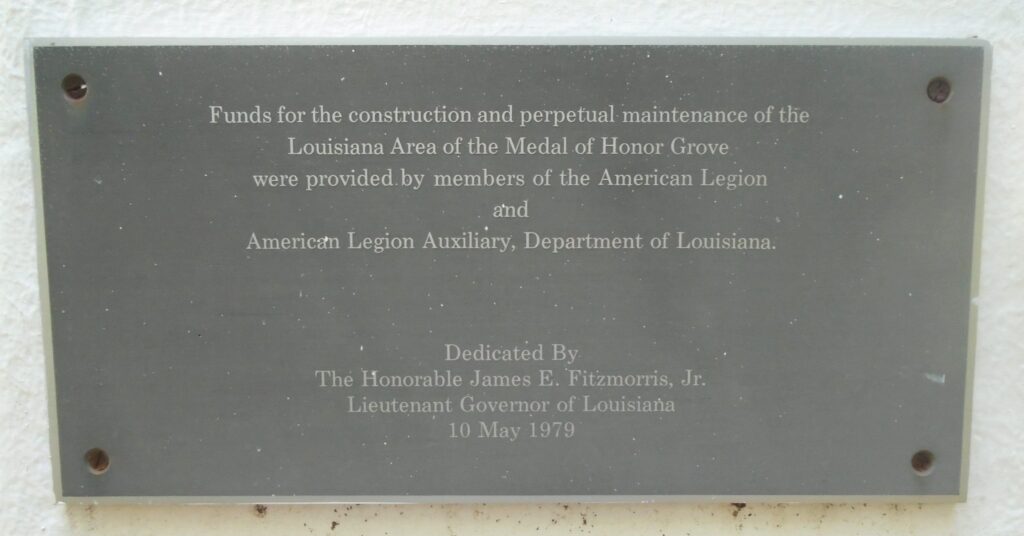 Funds for the construction and perpetual maintenance of the
Louisiana Area of the Medal of Honor Grove
were provided by members of the American Legion
and
American Legion Auxiliary, Department of Louisiana.
Dedicated By
The Honorable James E. Fitzmorris, Jr.
Lieutenant Governor of Louisiana
10 May 1979